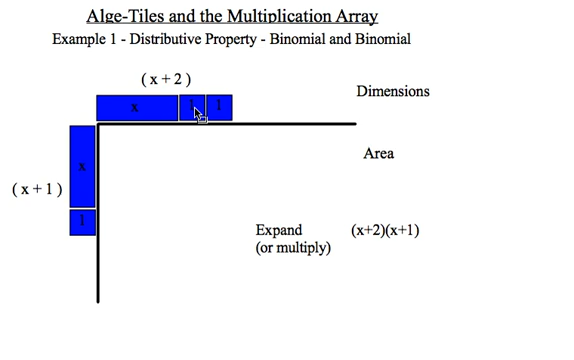 Alge-Tiles and the Multiplication Array
Example 1 - Distributive Property - Binomial and Binomial
(x+2)
Dimensions
x 1 1
Area
x
(x+1)
1
Expand (x+2)(x+1)
(or multiply)